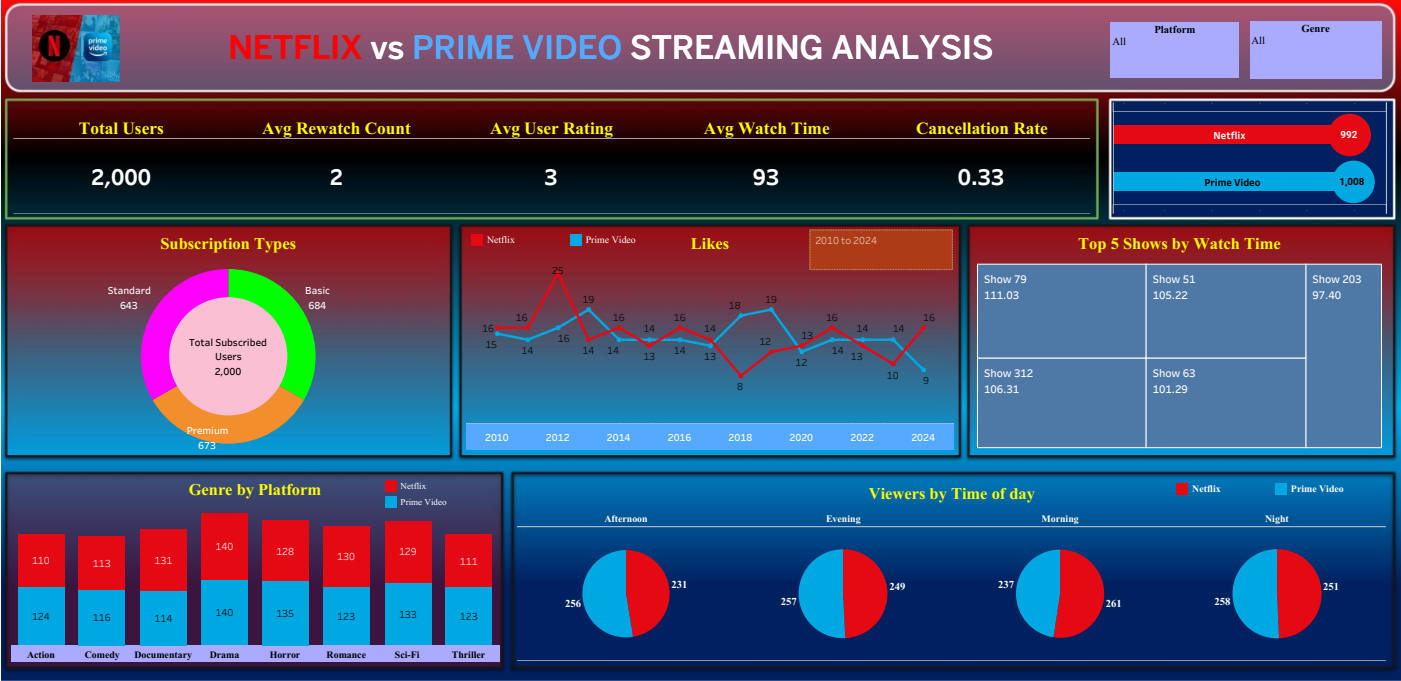 N
prime
video
NETFLIX vs PRIME VIDEO STREAMING ANALYSIS
Platform
All
Genre
All
Total Users
Avg Rewatch Count
Avg User Rating
Avg Watch Time
Cancellation Rate
2,000
2
3
93
0.33
Netflix
992
Prime Video
1,008
Subscription Types
Standard
643
Basic
684
Total Subscribed
Users
2,000
Premium
673
Netflix
Prime Video
Likes
2010 to 2024
16 16 25 14 16 13 16 14 8 12 13 16 14 10 16
15 14 16 19 14 14 14 13 18 19 12 14 13 14 9
2010 2012 2014 2016 2018 2020 2022 2024
Top 5 Shows by Watch Time
Show 79
111.03
Show 51
105.22
Show 203
97.40
Show 312
106.31
Show 63
101.29
Genre by Platform
Netflix
Prime Video
110 113 131 140 128 130 129 111
124 116 114 140 135 123 133 123
Action Comedy Documentary Drama Horror Romance Sci-Fi Thriller
Viewers by Time of day
Netflix
Prime Video
Afternoon
Evening
Morning
Night
256
231
257
249
237
261
258
251